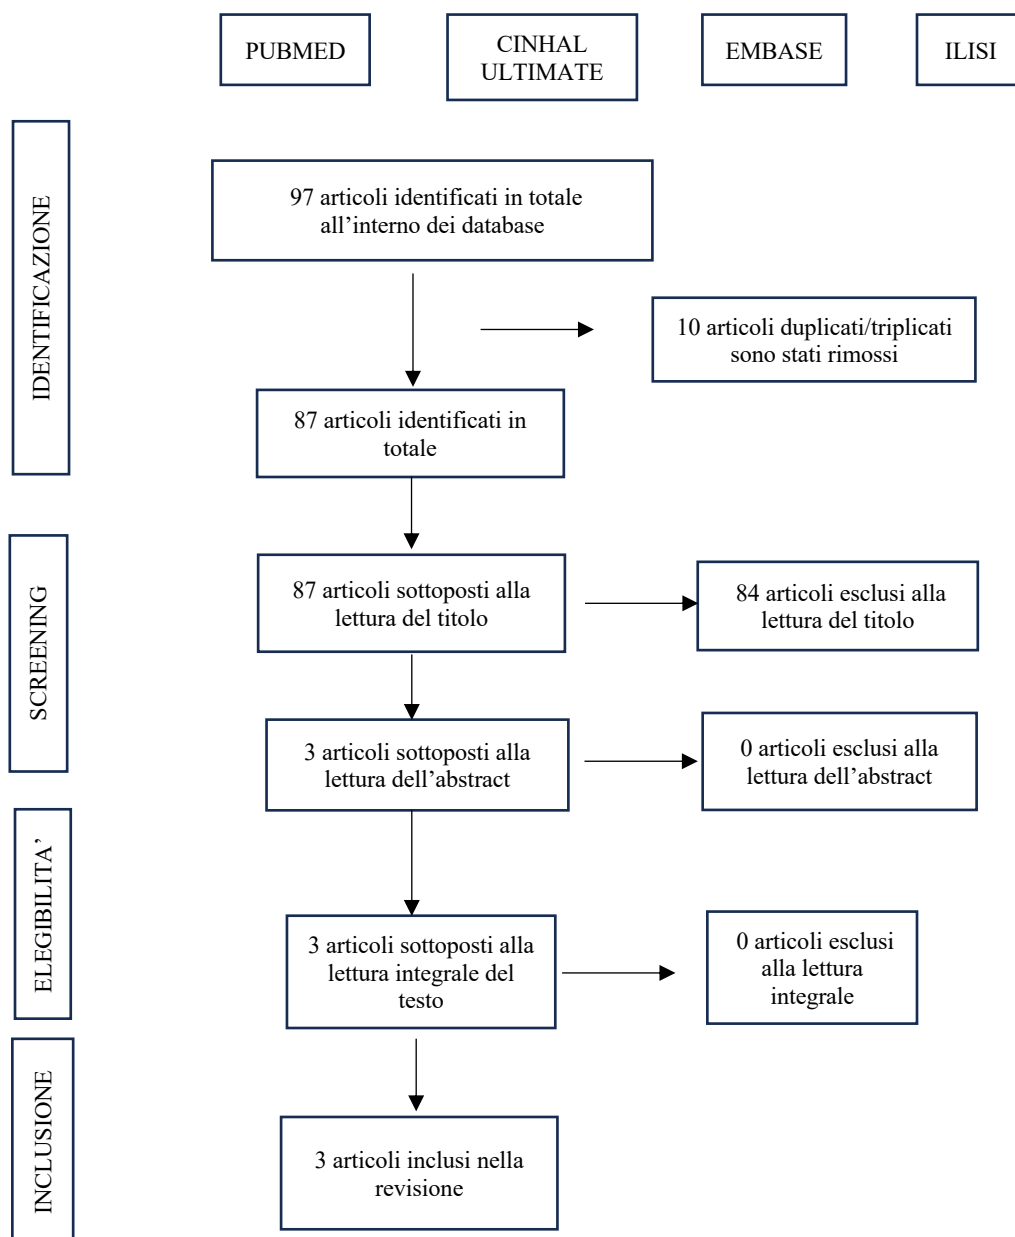 PUBMED
CINHAL
ULTIMATE
EMBASE
ILISI
IDENTIFICAZIONE
97 articoli identificati in totale
all’interno dei database
10 articoli duplicati/triplicati
sono stati rimossi
87 articoli identificati in
totale
SCREENING
87 articoli sottoposti alla
lettura del titolo
84 articoli esclusi alla
lettura del titolo
3 articoli sottoposti alla
lettura dell’abstract
0 articoli esclusi alla
lettura dell’abstract
ELEGIBILITA’
3 articoli sottoposti alla
lettura integrale del
testo
0 articoli esclusi
alla lettura
integrale
INCLUSIONE
3 articoli inclusi nella
revisione